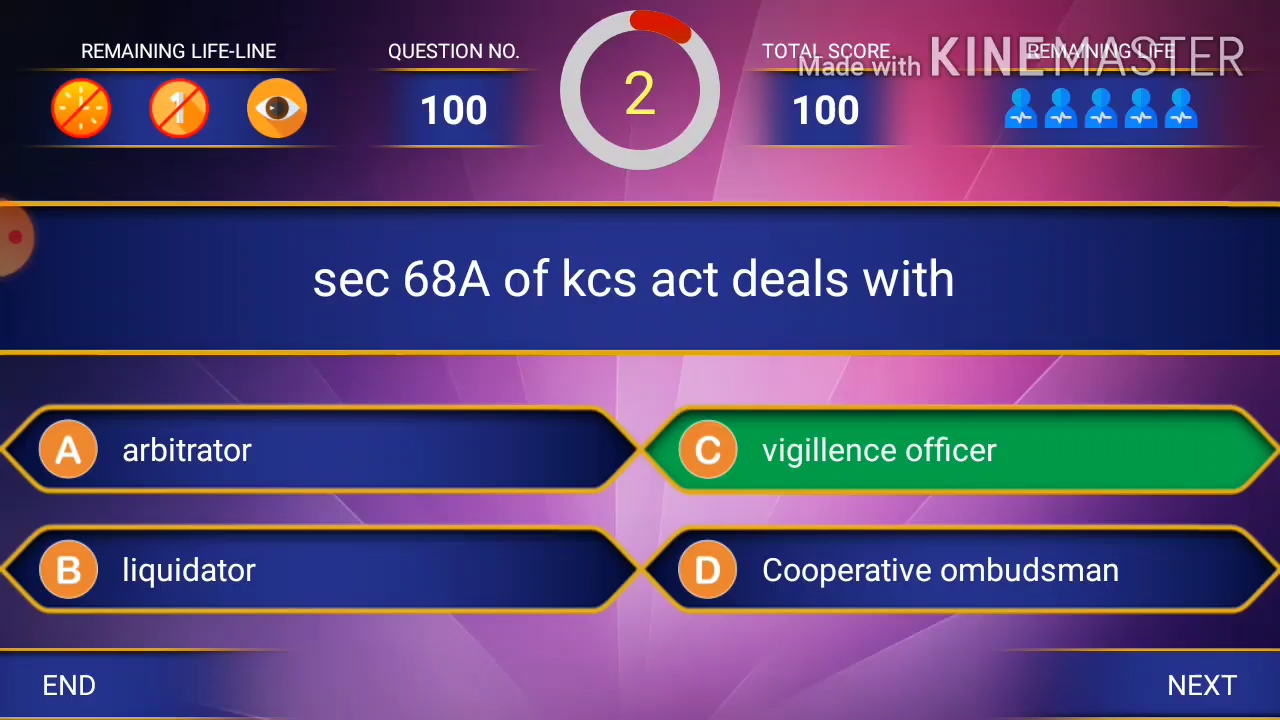 REMAINING LIFE-LINE
QUESTION NO.
TOTAL SCORE
REMAINING LIFE
Made with KINEMASTER
1
100
2
100
sec 68A of kcs act deals with
A arbitrator
C vigillence officer
B liquidator
D Cooperative ombudsman
END
NEXT